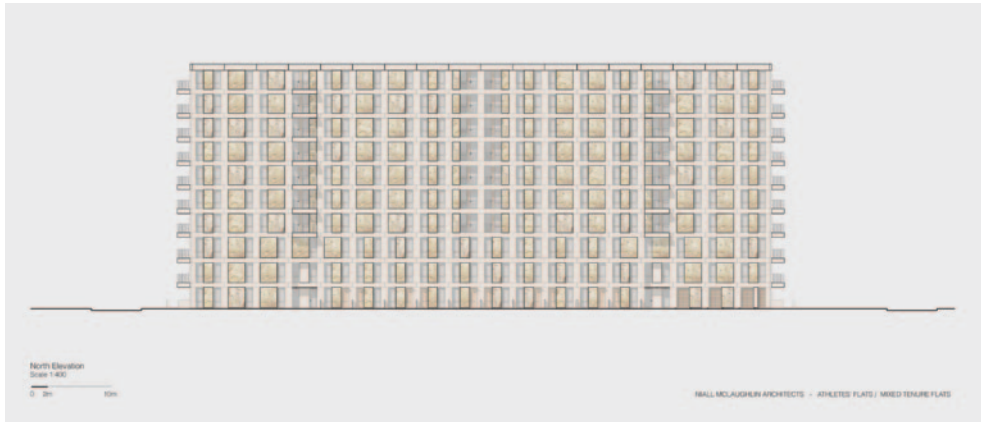 North Elevation
Scale 1:400
0 2m 10m
NIALL MCLAUGHLIN ARCHITECTS - ATHLETES' FLATS / MIXED TENURE FLATS